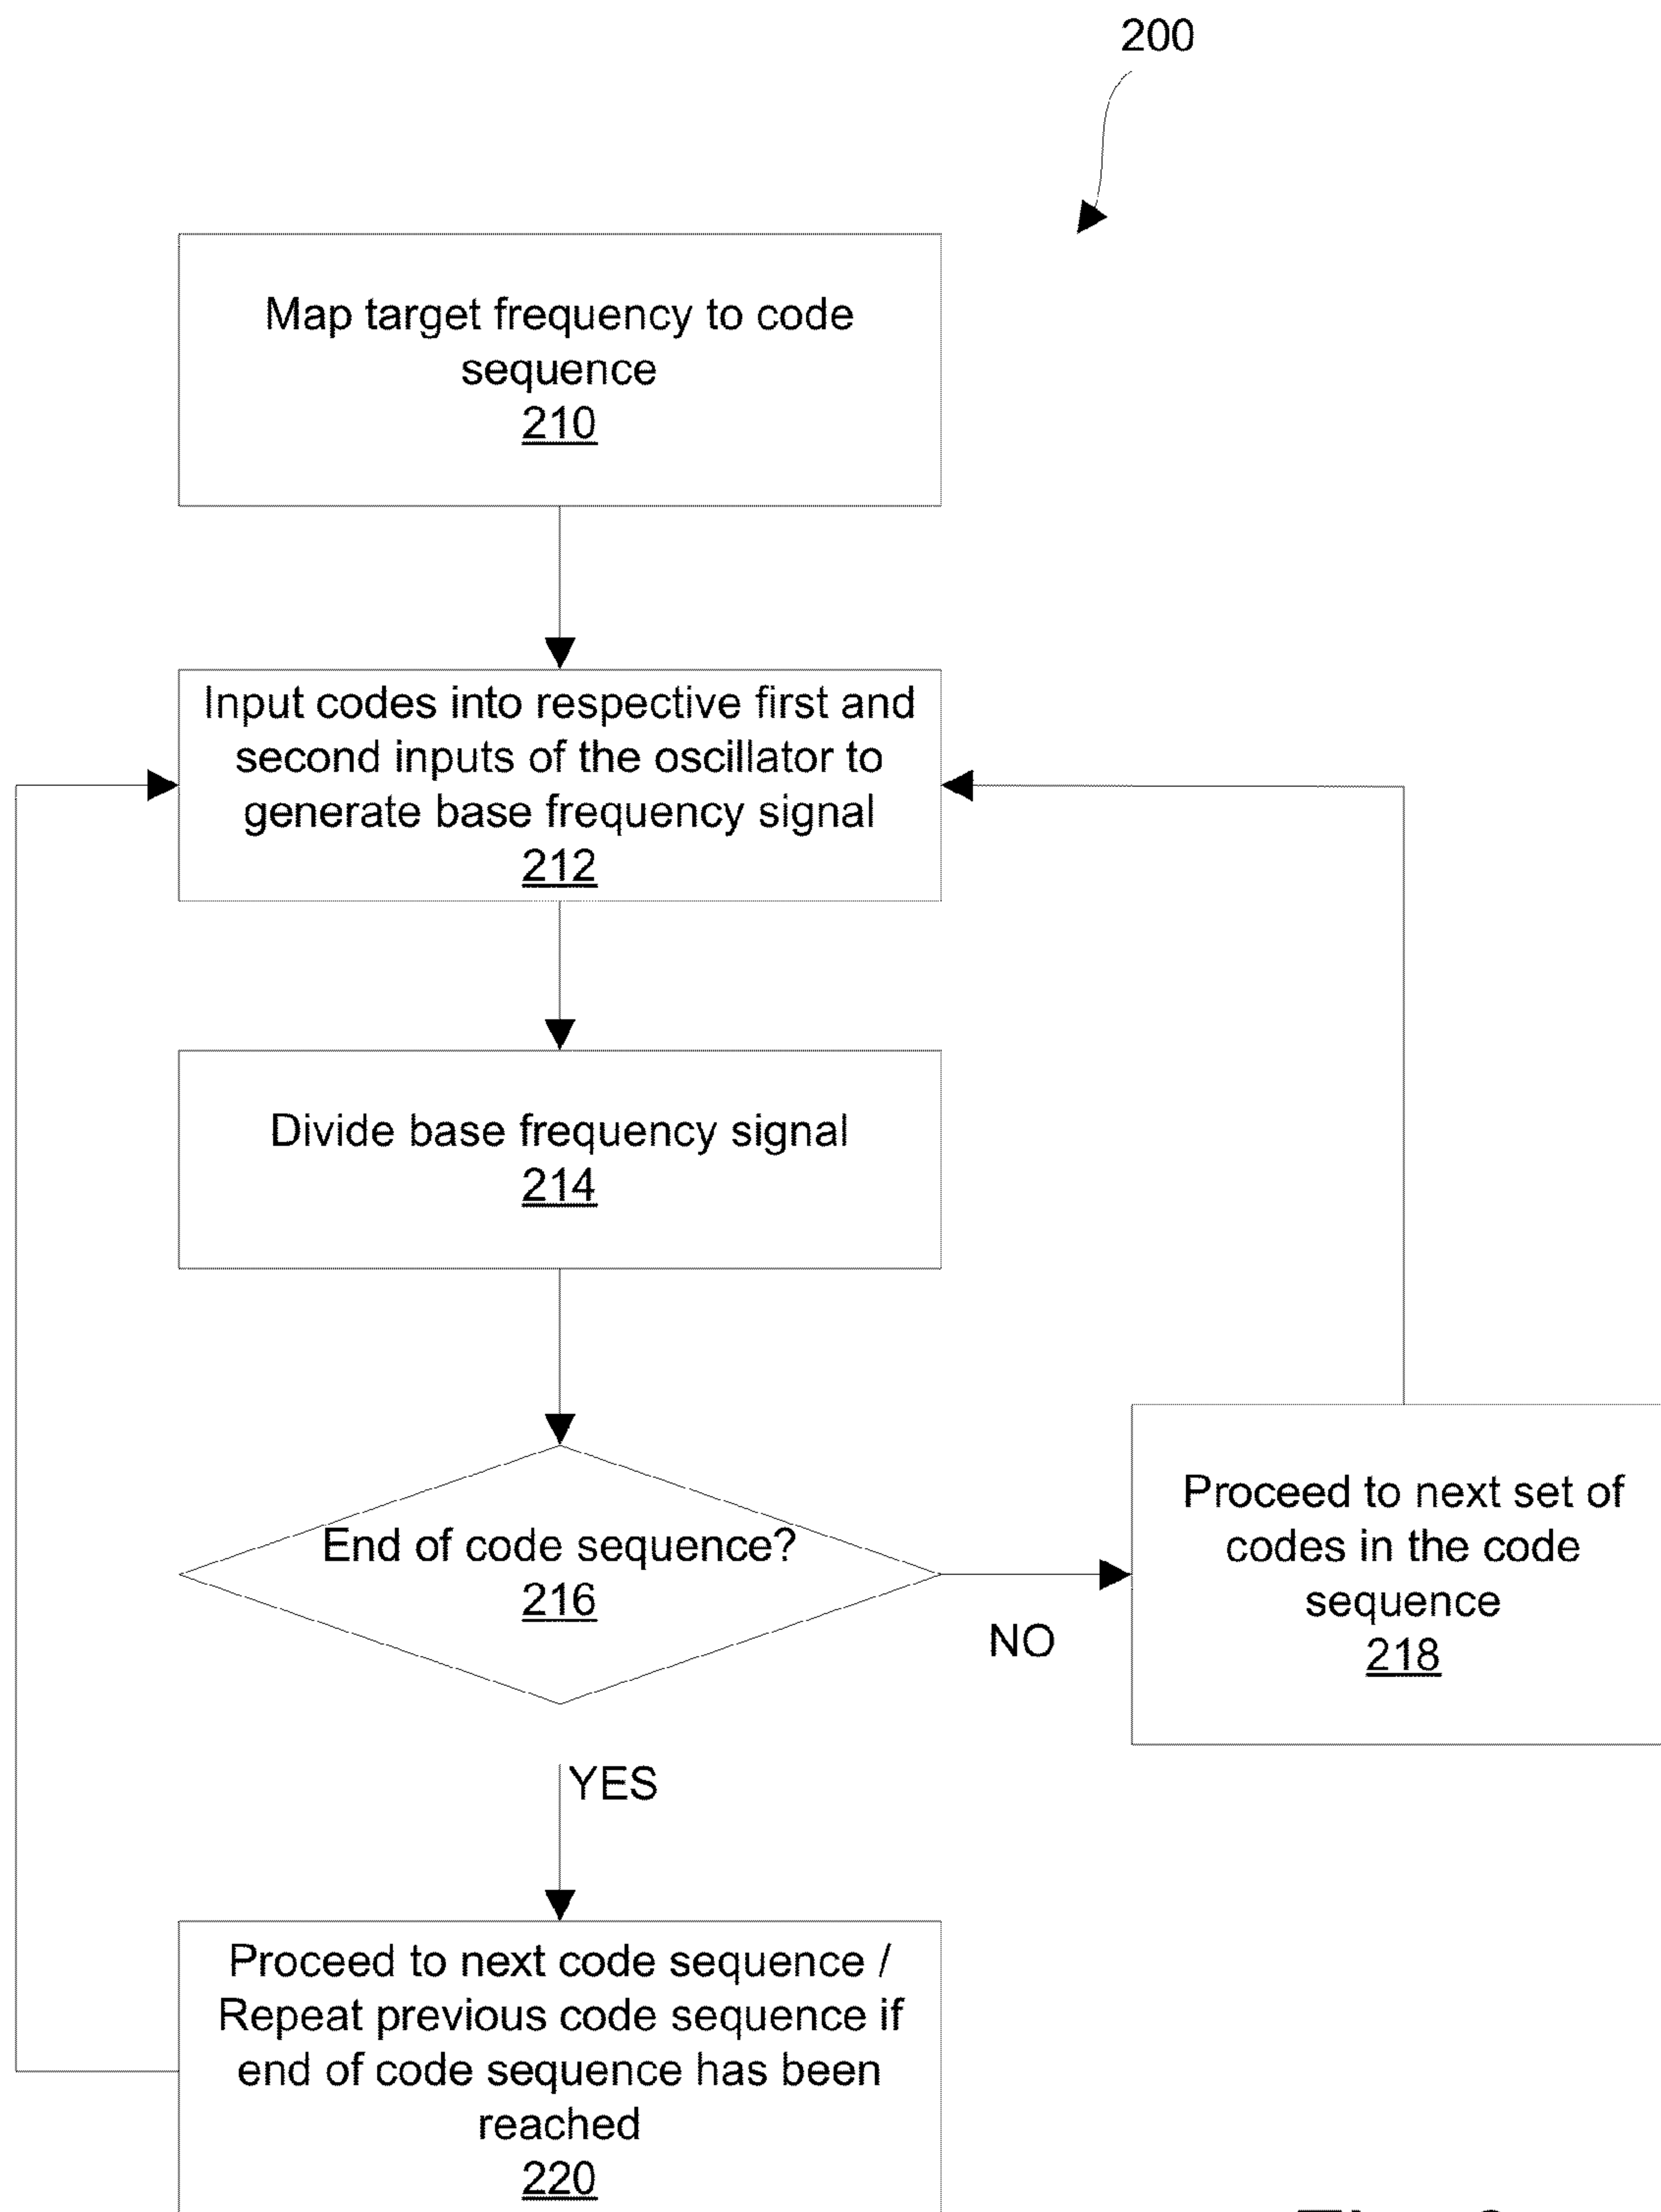 200
Map target frequency to code
sequence
210
Input codes into respective first and
second inputs of the oscillator to
generate base frequency signal
212
Divide base frequency signal
214
End of code sequence?
216
NO
Proceed to next set of
codes in the code
sequence
218
YES
Proceed to next code sequence /
Repeat previous code sequence if
end of code sequence has been
reached
220